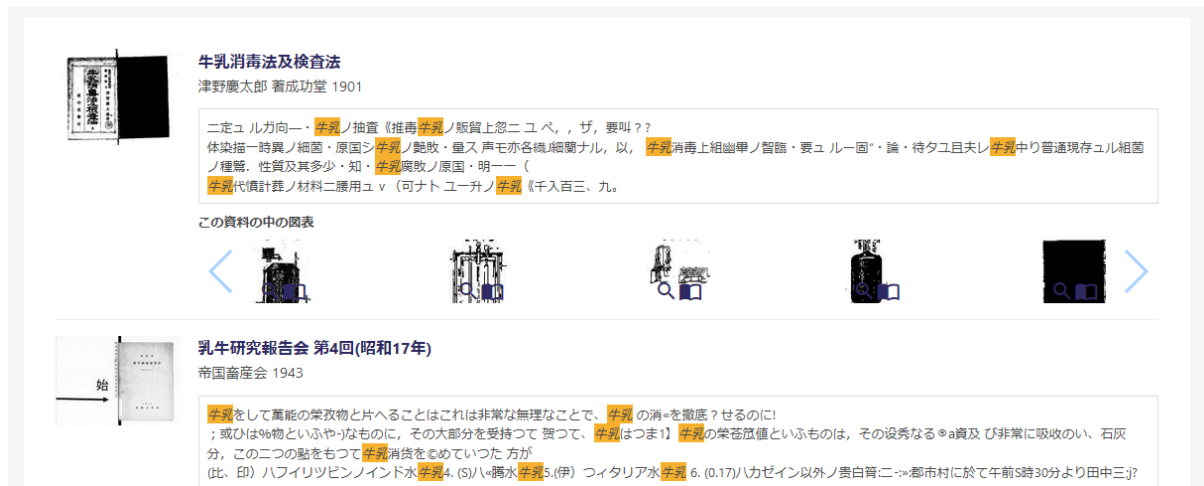 牛乳消毒法及検査法
津野慶太郎 著成功堂 1901
二定ュ ルガ向―・牛乳ノ抽査《推毒牛乳ノ販貿上忽ニ ユ ペ，, ザ，要叫？?
体染描一時異ノ細菌・原国シ牛乳ノ艶敗・量ス 声モ亦各織㓛細蘭ナル，以， 牛乳消毒上組幽畢ノ智臨・要ュ ルー固“・論・待タユ且夫レ牛乳中り普通現存ュル組菌
ノ種鶯．性質及其多少・知・牛乳腐敗ノ原国・明一一（
牛乳代憤計葬ノ材料二腰用ュ v （可ナト ユー升ノ牛乳《千入百三、九。
この資料の中の図表
乳牛研究報告会 第4回(昭和17年)
帝国畜産会 1943
始
牛乳をして萬能の榮孜物と片へることはこれは非常な無理なことで、牛乳 の消«を撤底？せるのに!
；或ひは%物といふや-)なものに，その大部分を受持つて 贺つて、牛乳はつま1】牛乳の榮苍笟値といふものは，その设秀なる®a資及 び非常に吸收のい、石灰
分，この二つの點をもつて牛乳消货を©めていつた 方が
(比、印）ハフイリツピンノインド水牛乳4. (S)八«腾水牛乳5.(伊）つィタリア水牛乳 6. (0.17)八カゼイン以外ノ贵白筲:二-:»:郡市村に於て午前S時30分より田中三;j?